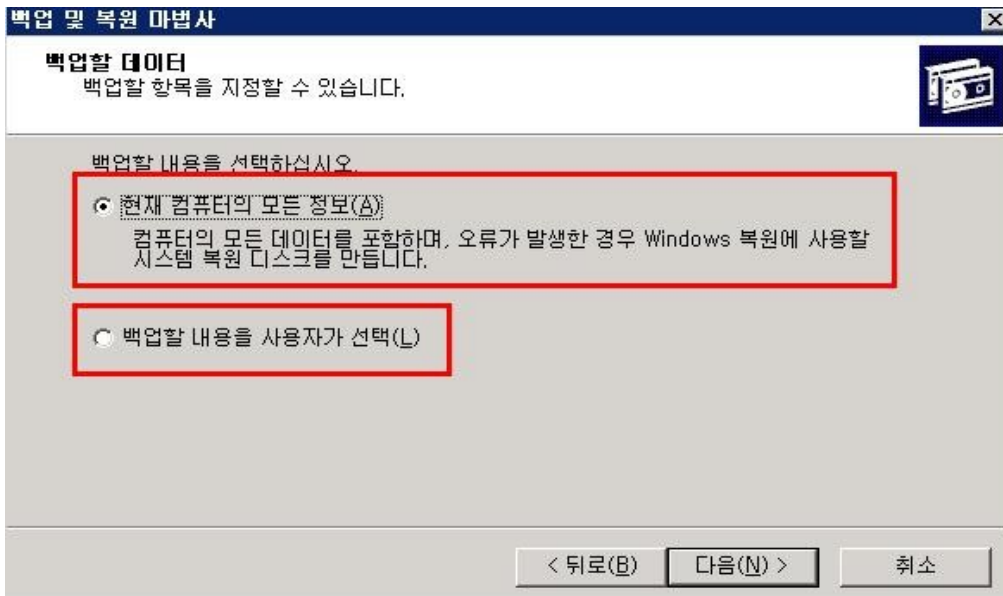 백업 및 복원 마법사
백업할 데이터
백업할 항목을 지정할 수 있습니다.
백업할 내용을 선택하십시오.
현재 컴퓨터의 모든 정보(A)
컴퓨터의 모든 데이터를 포함하며, 오류가 발생한 경우 Windows 복원에 사용할
시스템 복원 디스크를 만듭니다.
백업할 내용을 사용자가 선택(L)
< 뒤로(B) 다음(N) > 취소